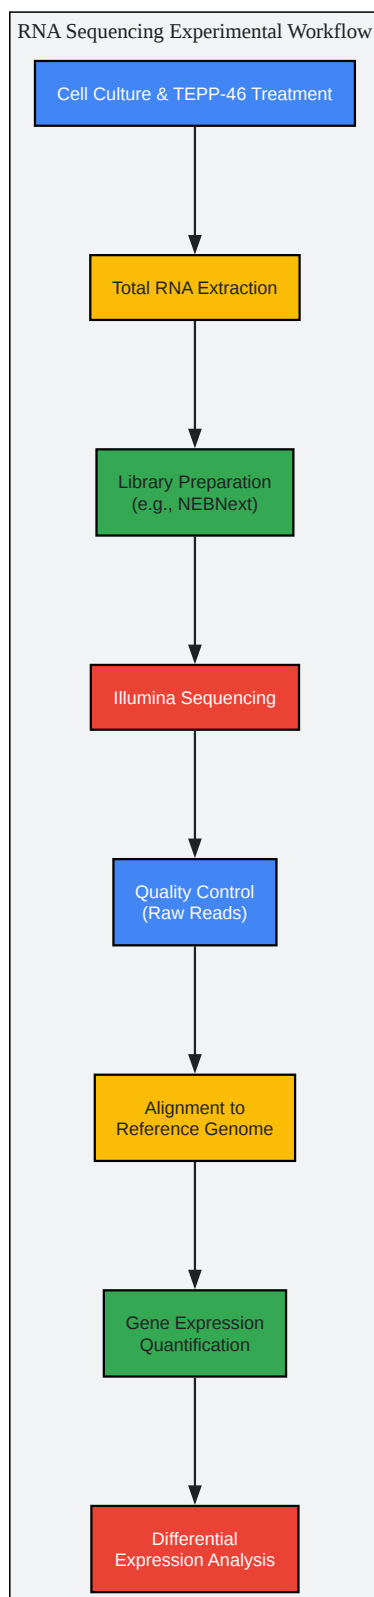 RNA Sequencing Experimental Workflow
Cell Culture & TEPP-46 Treatment
Total RNA Extraction
Library Preparation
(e.g., NEBNext)
Illumina Sequencing
Quality Control
(Raw Reads)
Alignment to
Reference Genome
Gene Expression
Quantification
Differential
Expression Analysis